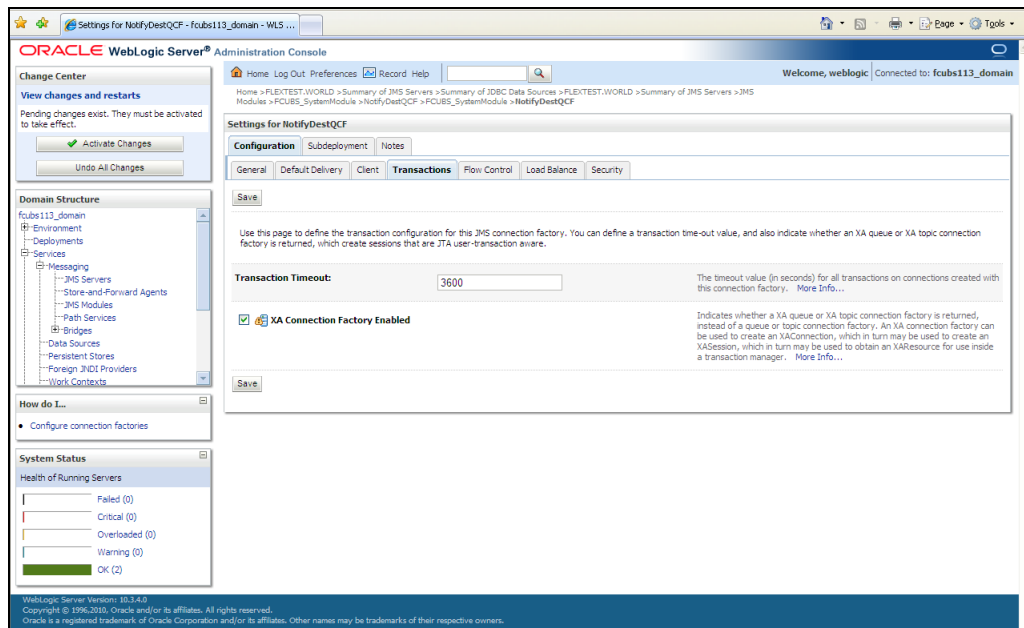 Settings for NotifyDestQCF - fcubs113_domain - WLS ...
Page
Tools
ORACLE WebLogic Server® Administration Console
Change Center
View changes and restarts
Pending changes exist. They must be activated
to take effect.
Activate Changes
Undo All Changes
Domain Structure
fcubs113_domain
Environment
Deployments
Services
Messaging
JMS Servers
Store-and-Forward Agents
JMS Modules
Path Services
Bridges
Data Sources
Persistent Stores
Foreign JNDI Providers
Work Contexts
How do I...
Configure connection factories
System Status
Health of Running Servers
Failed (0)
Critical (0)
Overloaded (0)
Warning (0)
OK (2)
Home Log Out Preferences Record Help
Welcome, weblogic Connected to: fcubs113_domain
Home >FLEXTEST.WORLD >Summary of JMS Servers >Summary of JDBC Data Sources >FLEXTEST.WORLD >Summary of JMS Servers >JMS
Modules >FCUBS_SystemModule >NotifyDestQCF >FCUBS_SystemModule >NotifyDestQCF
Settings for NotifyDestQCF
Configuration Subdeployment Notes
General Default Delivery Client Transactions Flow Control Load Balance Security
Save
Use this page to define the transaction configuration for this JMS connection factory. You can define a transaction time-out value, and also indicate whether an XA queue or XA topic connection
factory is returned, which create sessions that are JTA user-transaction aware.
Transaction Timeout:
3600
The timeout value (in seconds) for all transactions on connections created with
this connection factory. More Info...
XA Connection Factory Enabled
Indicates whether a XA queue or XA topic connection factory is returned,
instead of a queue or topic connection factory. An XA connection factory can
be used to create an XAConnection, which in turn may be used to create an
XASession, which in turn may be used to obtain an XAResource for use inside
a transaction manager. More Info...
Save
WebLogic Server Version: 10.3.4.0
Copyright © 1996,2010, Oracle and/or its affiliates. All rights reserved.
Oracle is a registered trademark of Oracle Corporation and/or its affiliates. Other names may be trademarks of their respective owners.